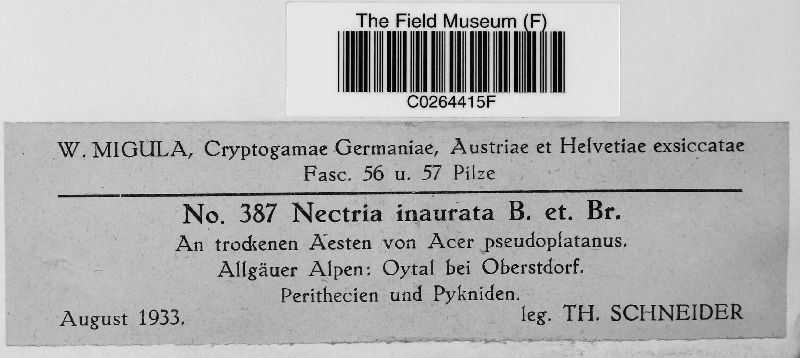 The Field Museum (F)
C0264415F
W. MIGULA, Cryptogamae Germaniae, Austriae et Helvetiae exsiccatae
Fasc. 56 u. 57 Pilze
No. 387 Nectria inaurata B. et. Br.
An trockenen Aesten von Acer pseudoplatanus.
Allgäuer Alpen: Oytal bei Oberstdorf.
Perithecien und Pykniden.
August 1933. leg. TH. SCHNEIDER